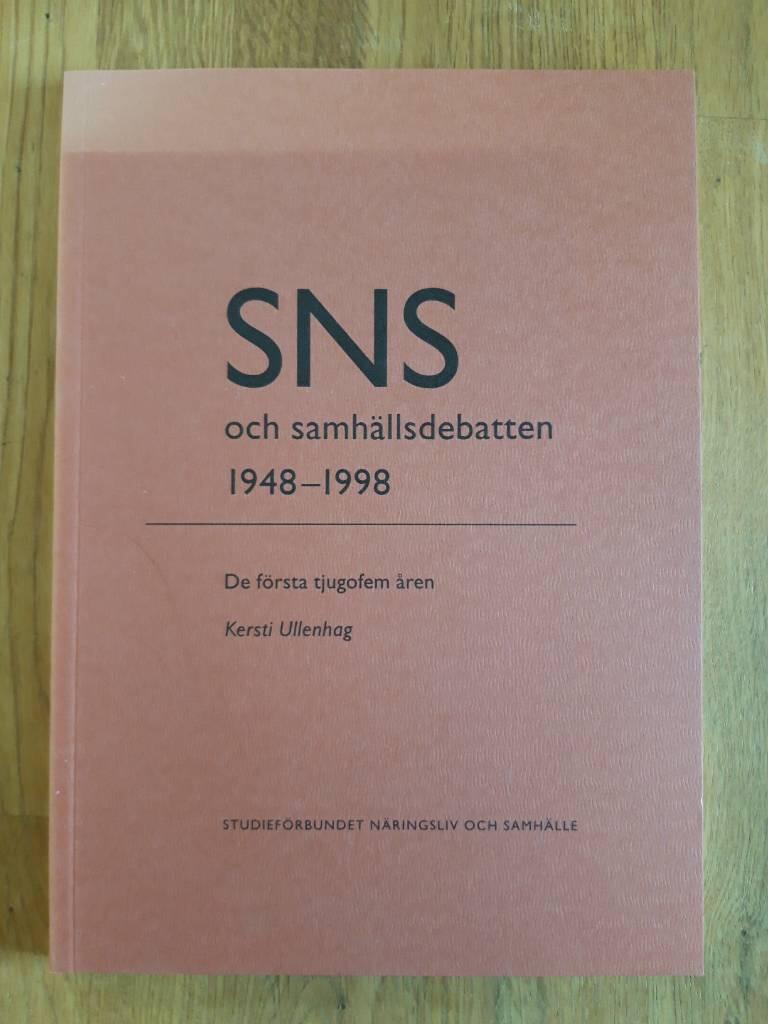 SNS
och samhällsdebatten
1948–1998
De första tjugofem åren
Kersti Ullenhag
STUDIEFÖRBUNDET NÄRINGSLIV OCH SAMHÄLLE